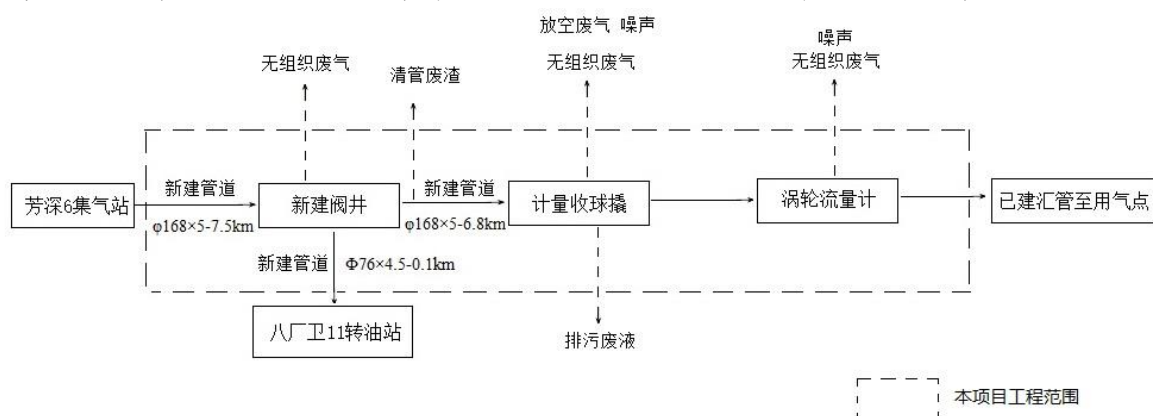 放空废气 噪声
无组织废气
噪声
无组织废气
无组织废气
清管废渣
芳深6集气站
新建管道
φ168×5-7.5km
新建阀井
新建管道
φ168×5-6.8km
计量收球撬
涡轮流量计
已建汇管至用气点
新建管道 Φ76×4.5-0.1km
八厂卫11转油站
排污废液
本项目工程范围